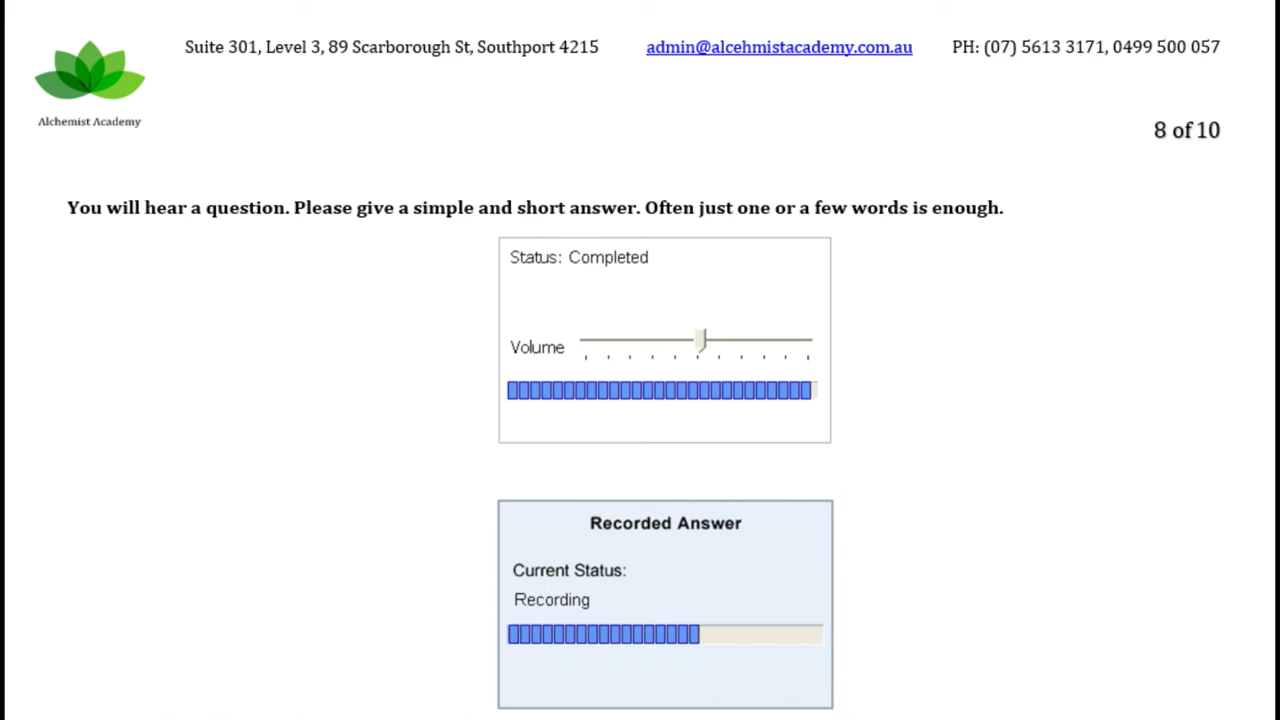 Suite 301, Level 3, 89 Scarborough St, Southport 4215 admin@alcehmistacademy.com.au PH: (07) 5613 3171, 0499 500 057
Alchemist Academy
8 of 10
You will hear a question. Please give a simple and short answer. Often just one or a few words is enough.
Status: Completed
Volume
Recorded Answer
Current Status:
Recording